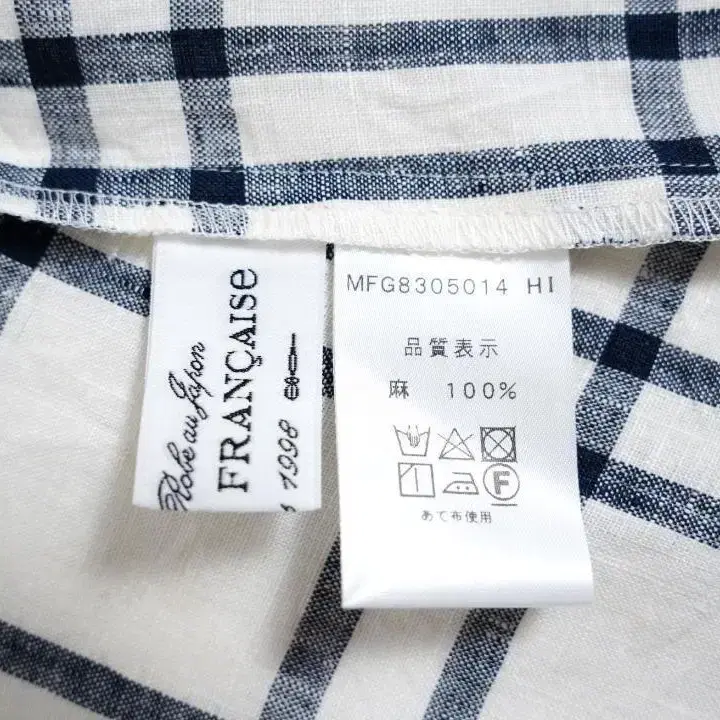 Robe au Japon
FRANÇAISE
1998
MFG8305014 HI
品質表示
麻 100%
F
あて布使用